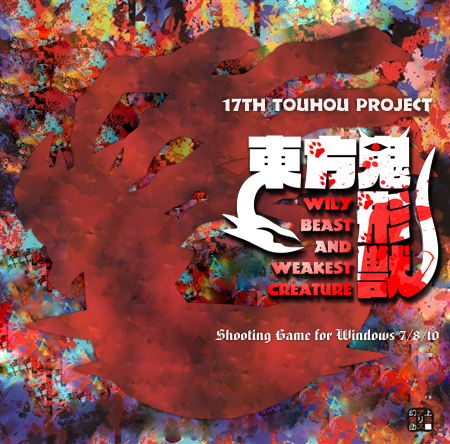 17TH TOUHOU PROJECT
東方鬼形獣
WILY
BEAST
AND
WEAKEST
CREATURE
Shooting Game for Windows 7/8/10